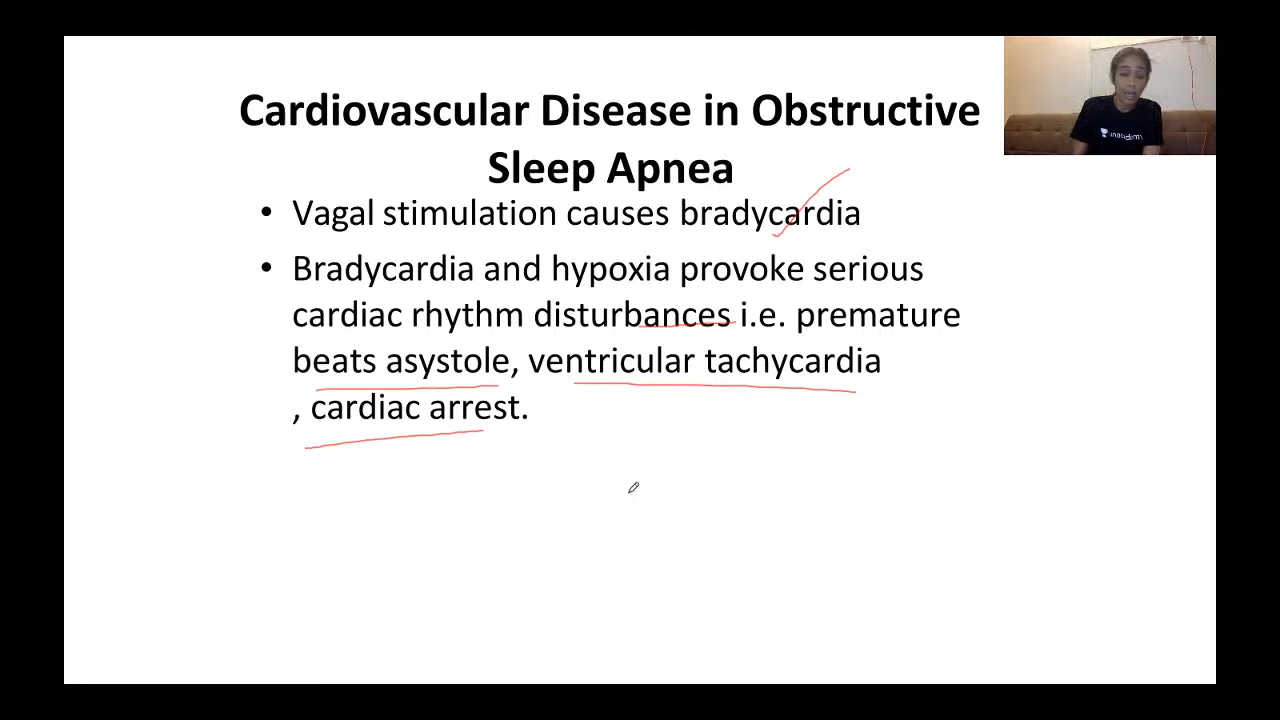 Cardiovascular Disease in Obstructive
Sleep Apnea
• Vagal stimulation causes bradycardia
• Bradycardia and hypoxia provoke serious
cardiac rhythm disturbances i.e. premature
beats asystole, ventricular tachycardia
, cardiac arrest.